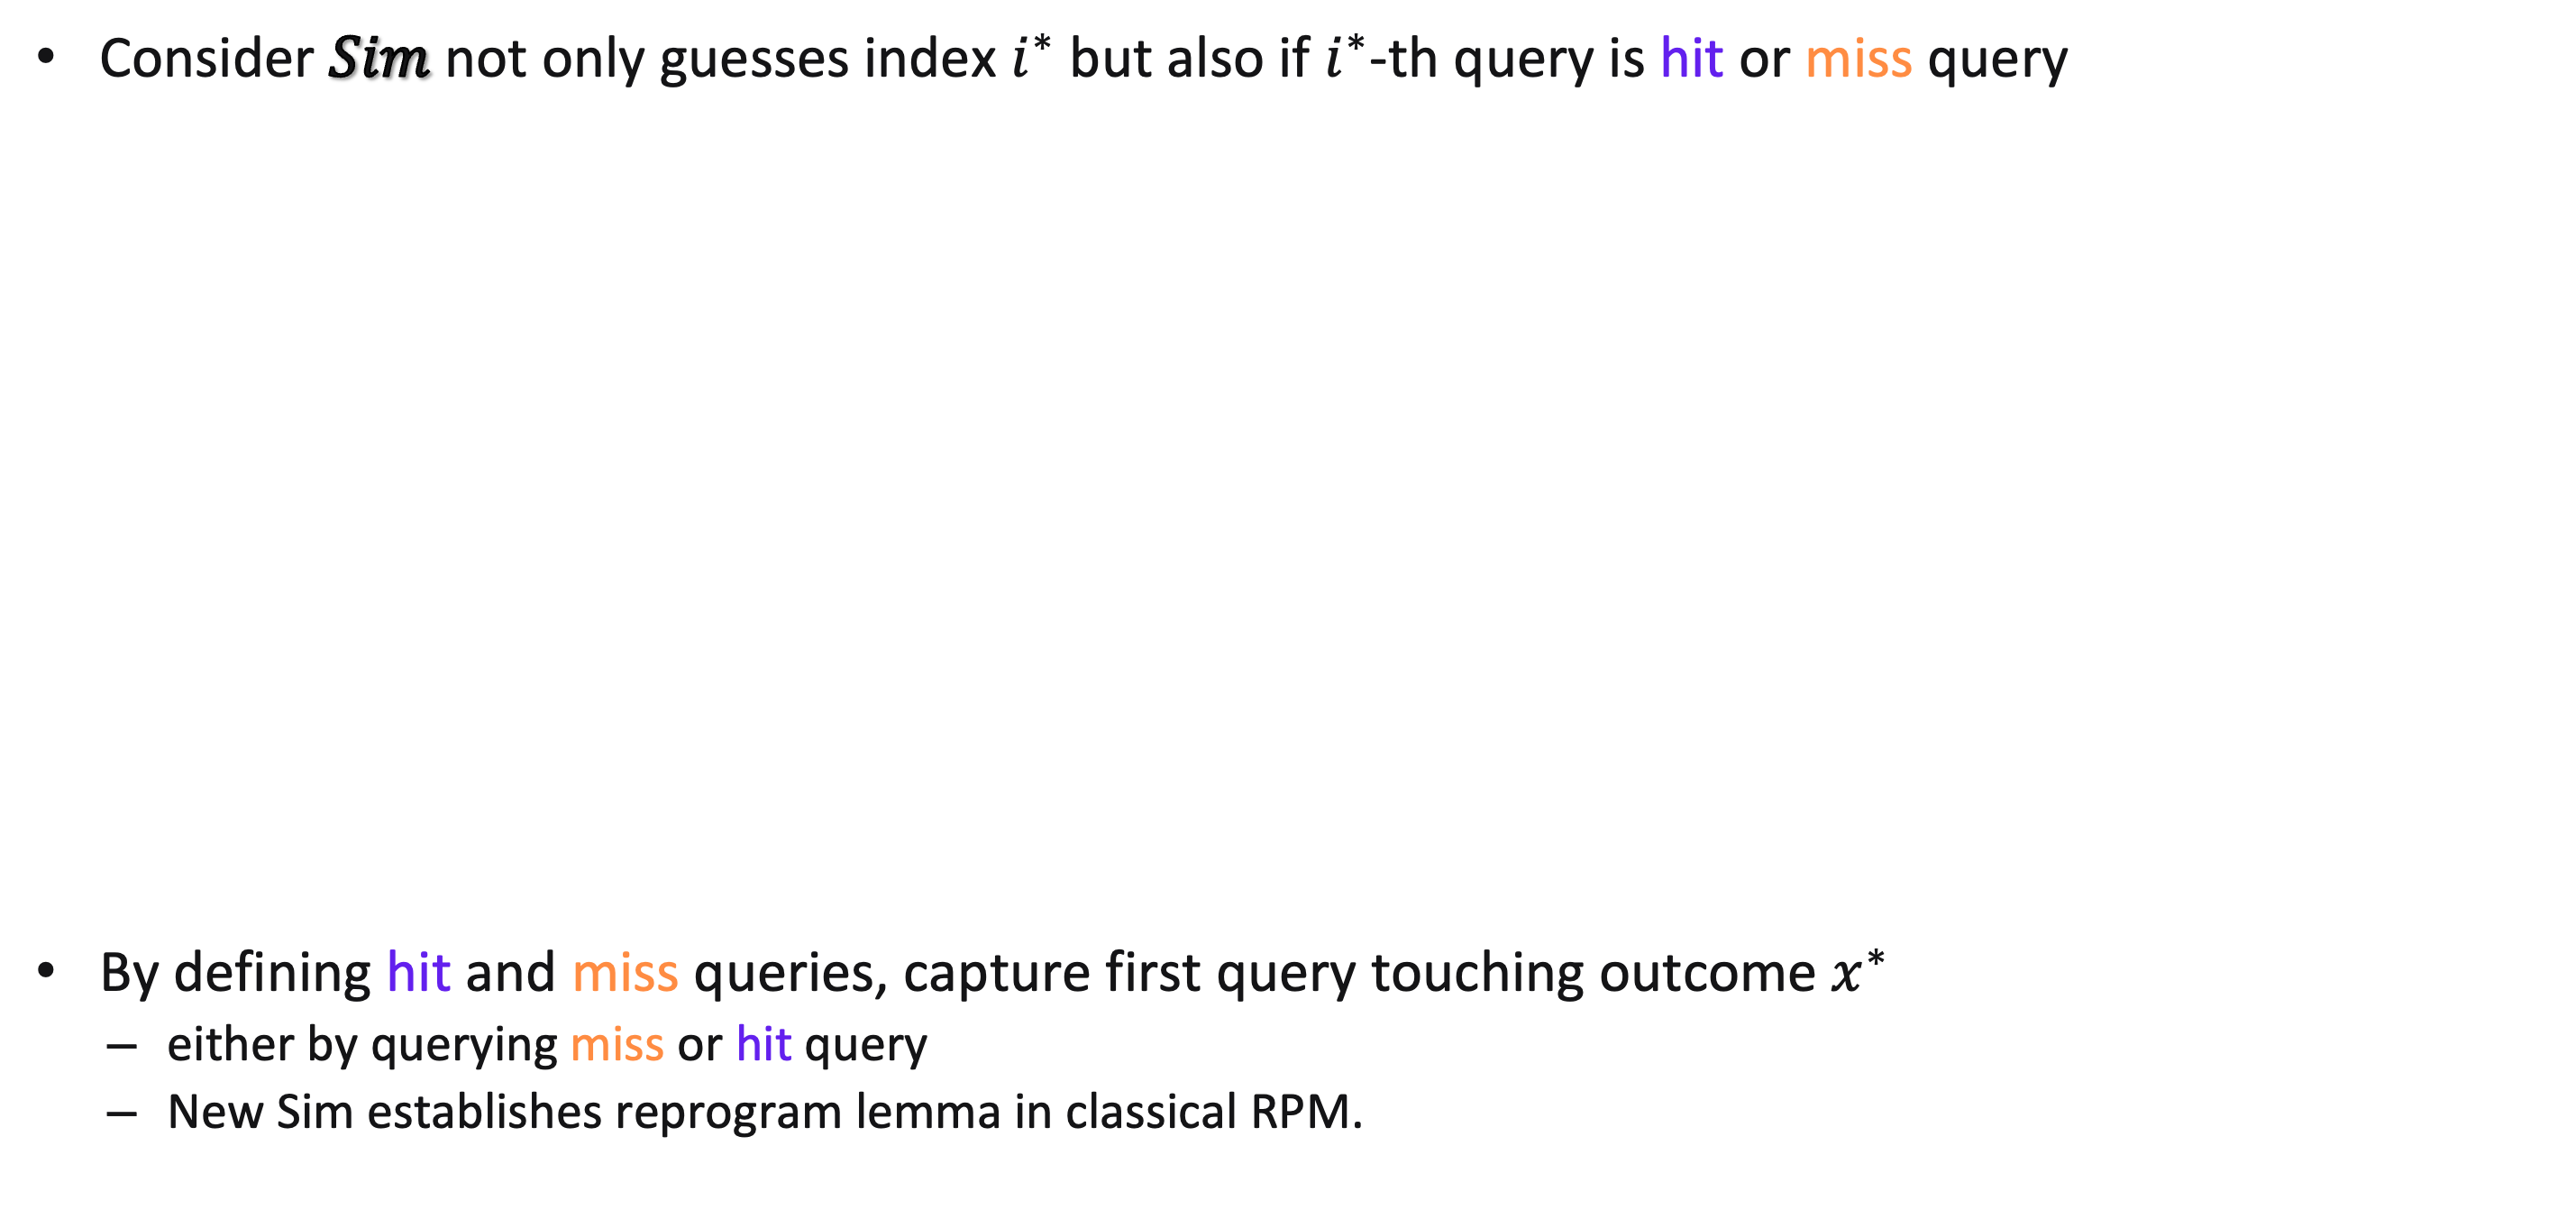 • Consider 𝑺𝒊𝒎 not only guesses index 𝑖* but also if 𝑖*-th query is hit or miss query
• By defining hit and miss queries, capture first query touching outcome 𝑥*
– either by querying miss or hit query
– New Sim establishes reprogram lemma in classical RPM.